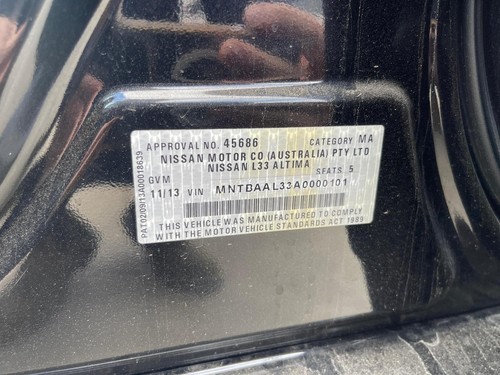 APPROVAL NO. 45686 CATEGORY MA
NISSAN MOTOR CO (AUSTRALIA) PTY LTD
NISSAN L33 ALTIMA
GVM SEATS 5
11/13 VIN MNTBAAL33A0000101
THIS VEHICLE WAS MANUFACTURED TO COMPLY
WITH THE MOTOR VEHICLE STANDARDS ACT 1989
PAT0209I13A00018639